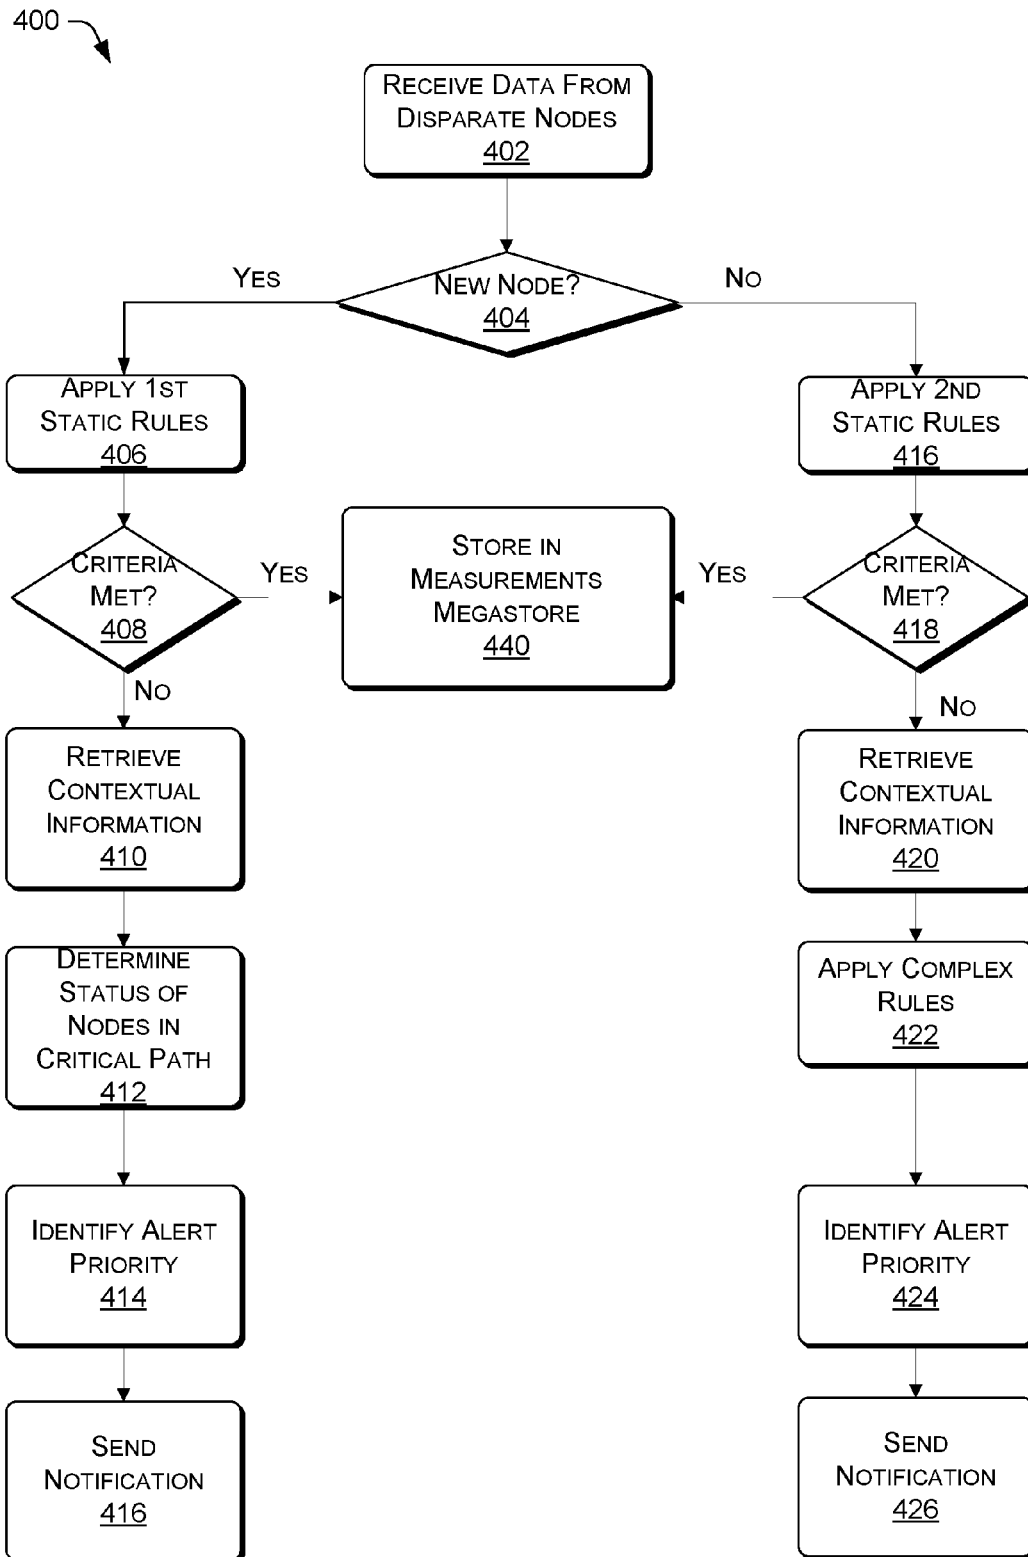 400
RECEIVE DATA FROM
DISPARATE NODES
402
YES
NEW NODE?
404
NO
APPLY 1ST
STATIC RULES
406
APPLY 2ND
STATIC RULES
416
CRITERIA
MET?
408
YES
STORE IN
MEASUREMENTS
MEGASTORE
440
YES
CRITERIA
MET?
418
NO
NO
RETRIEVE
CONTEXTUAL
INFORMATION
410
RETRIEVE
CONTEXTUAL
INFORMATION
420
DETERMINE
STATUS OF
NODES IN
CRITICAL PATH
412
APPLY COMPLEX
RULES
422
IDENTIFY ALERT
PRIORITY
414
IDENTIFY ALERT
PRIORITY
424
SEND
NOTIFICATION
416
SEND
NOTIFICATION
426